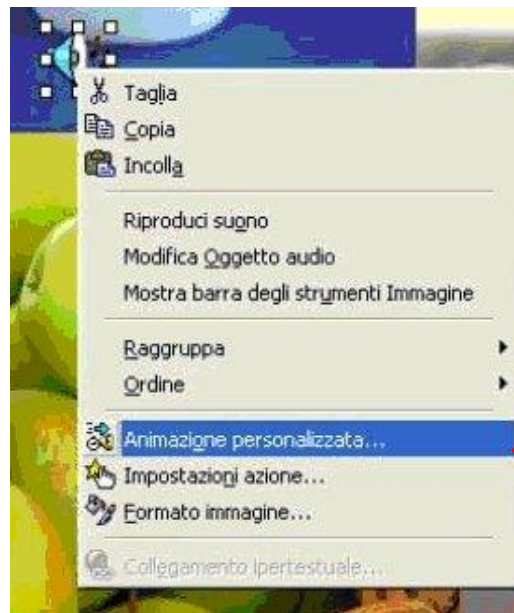 Taglia
Copia
Incolla
Riproduci suono
Modifica Oggetto audio
Mostra barra degli strumenti Immagine
Raggruppa
Ordine
Animazione personalizzata...
Impostazioni azione...
Formato immagine...
Collegamento ipertestuale...